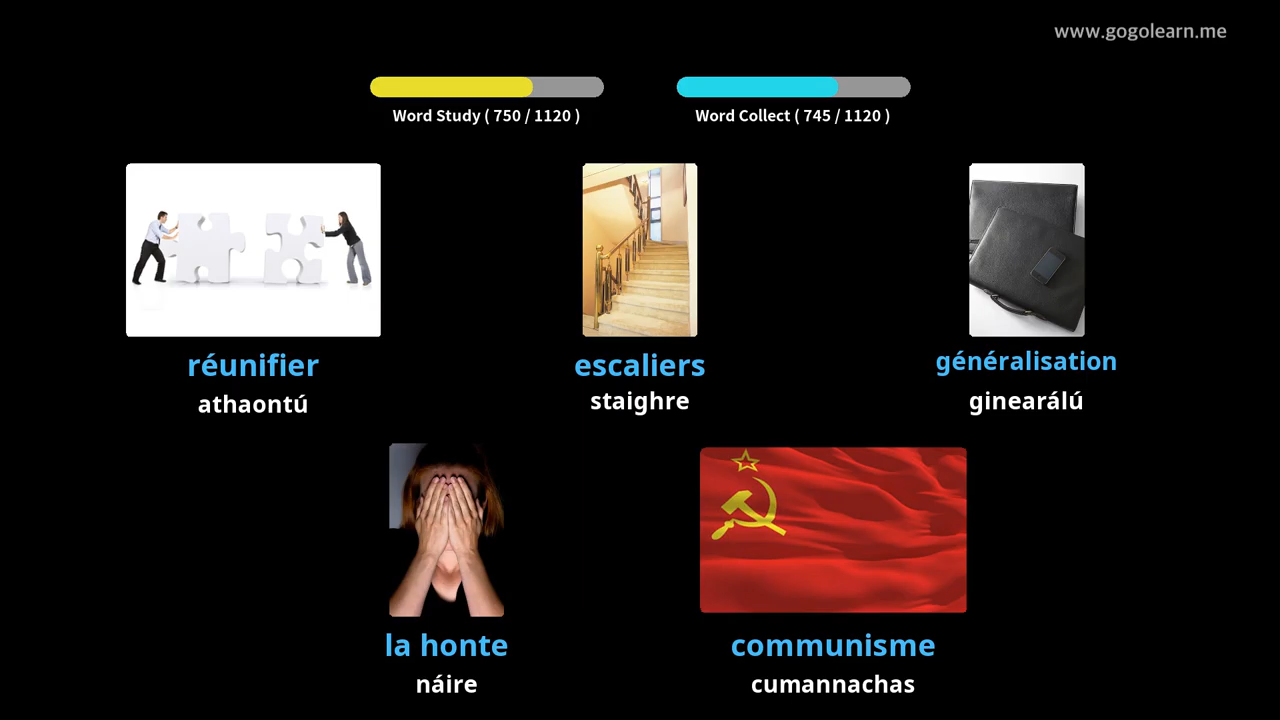 www.gogolearn.me
Word Study ( 750 / 1120 )
Word Collect ( 745 / 1120 )
réunifier
athaontú
escaliers
staighre
généralisation
ginearálú
la honte
náire
communisme
cumannachas